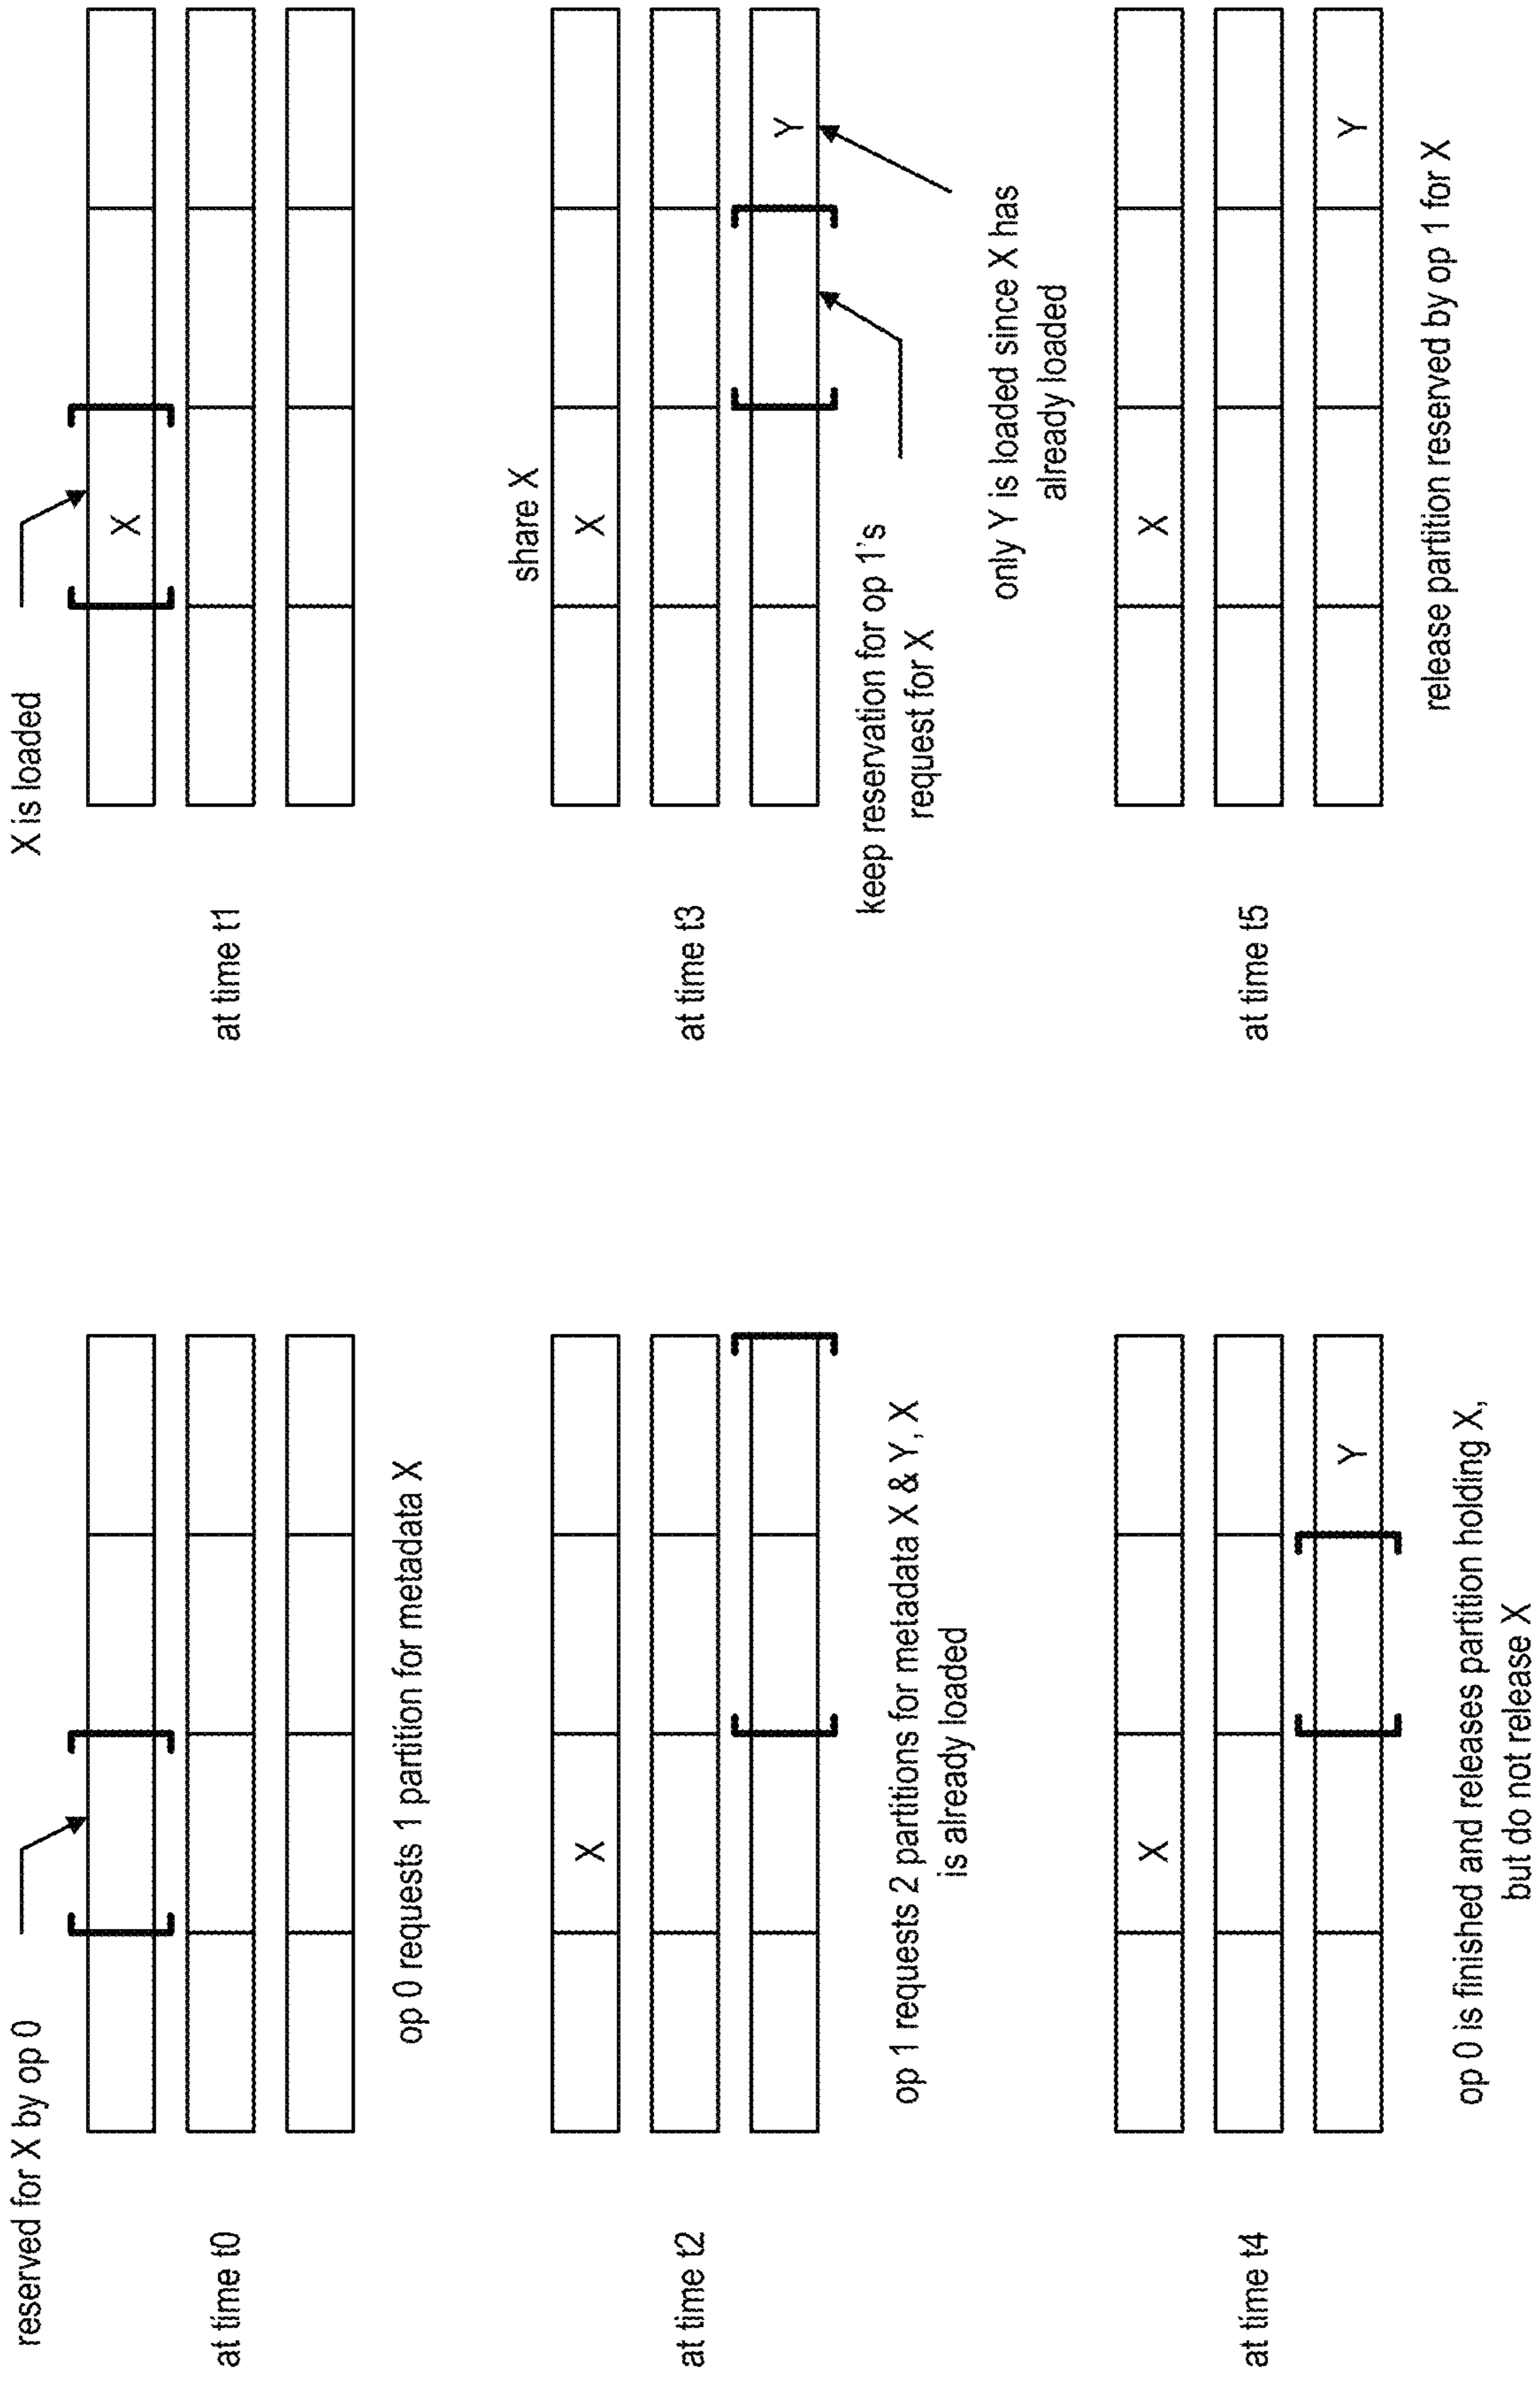 reserved for X by op 0
at time t0
op 0 requests 1 partition for metadata X
X is loaded
X
at time t1
X
at time t2
op 1 requests 2 partitions for metadata X & Y, X
is already loaded
share X
X
Y
at time t3
keep reservation for op 1's
request for X
only Y is loaded since X has
already loaded
X
Y
at time t4
op 0 is finished and releases partition holding X,
but do not release X
X
Y
at time t5
release partition reserved by op 1 for X